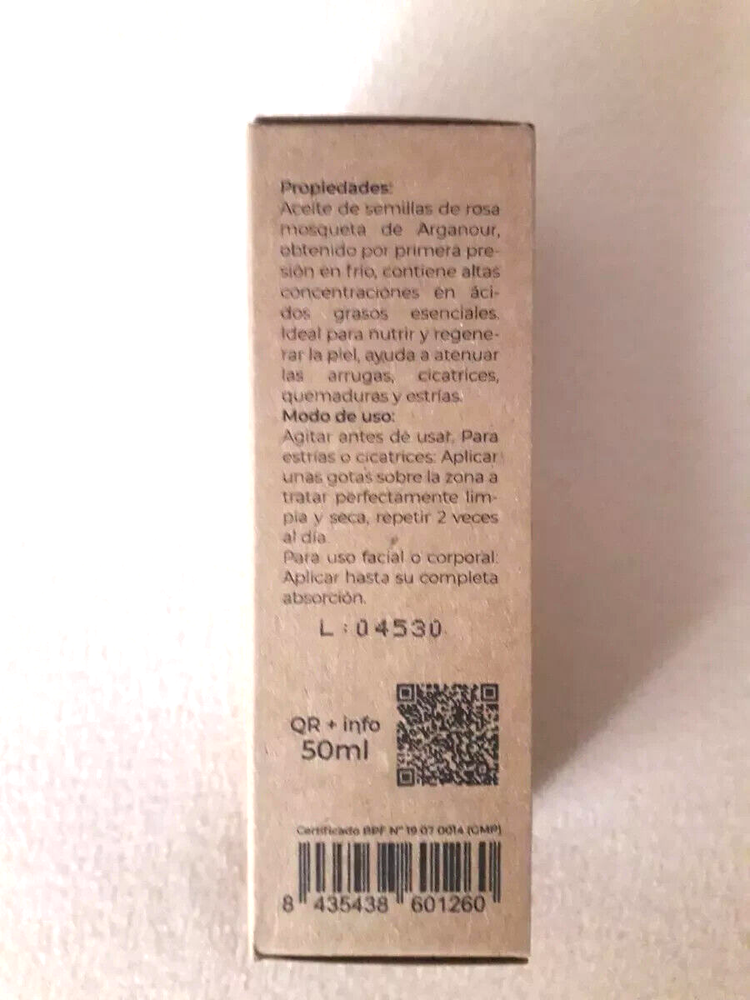 Propiedades:
Aceite de semillas de rosa
mosqueta de Arganour,
obtenido por primera pre-
sión en frío, contiene altas
concentraciones en áci-
dos grasos esenciales.
Ideal para nutrir y regene-
rar la piel, ayuda a atenuar
las arrugas, cicatrices,
quemaduras y estrías.
Modo de uso:
Agitar antes de usar. Para
estrías o cicatrices: Aplicar
unas gotas sobre la zona a
tratar perfectamente lim-
pia y seca, repetir 2 veces
al día.
Para uso facial o corporal:
Aplicar hasta su completa
absorción.
L:04530
QR + info
50ml
Certificado BPF Nº 19 07 0014 (GMP)
8 435438 601260